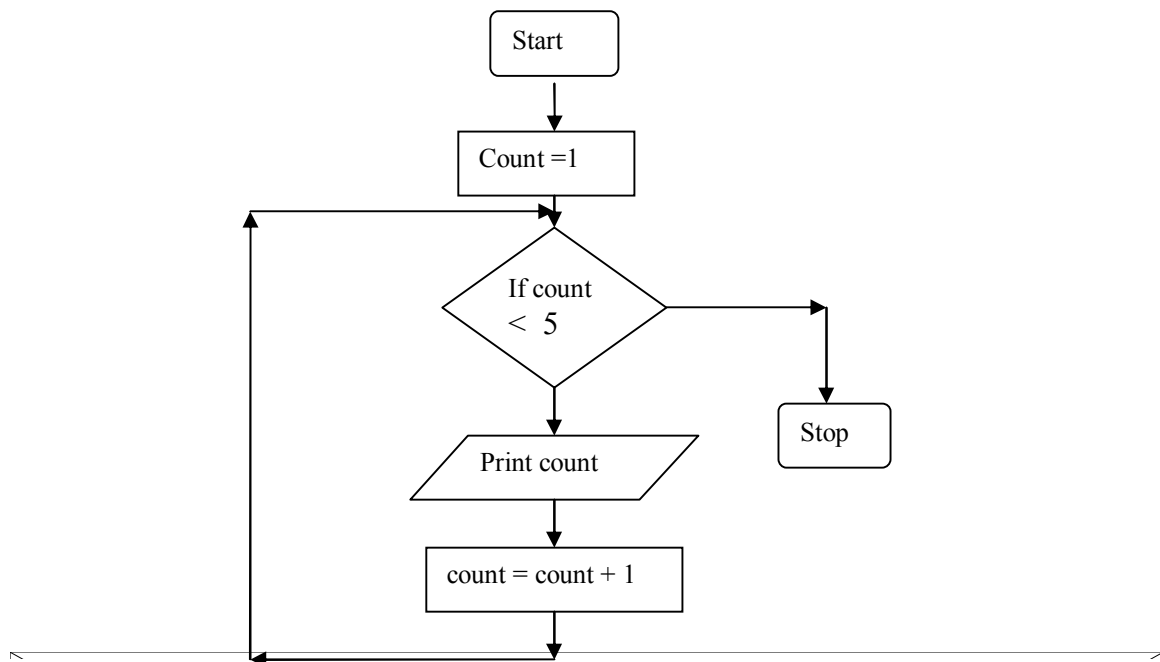 Start
Count =1
If count
< 5
Stop
Print count
count = count + 1